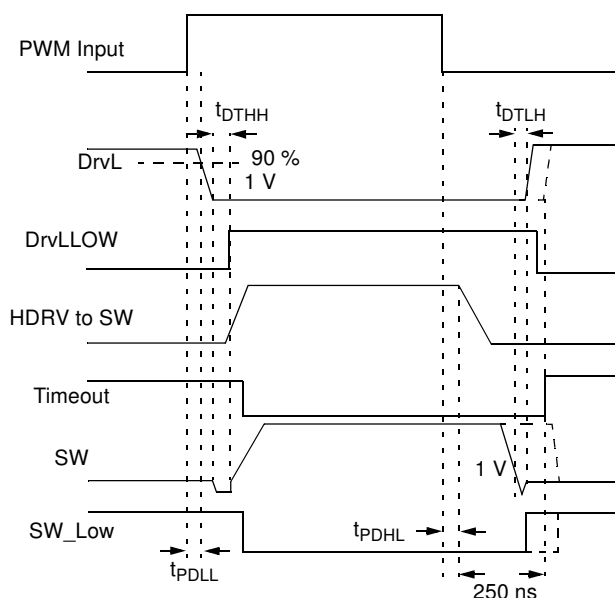 PWM Input
tDTHH
tDTLH
DrvL
90 %
1 V
DrvLLOW
HDRV to SW
Timeout
SW
1 V
SW_Low
tPDHL
tPDLL
250 ns